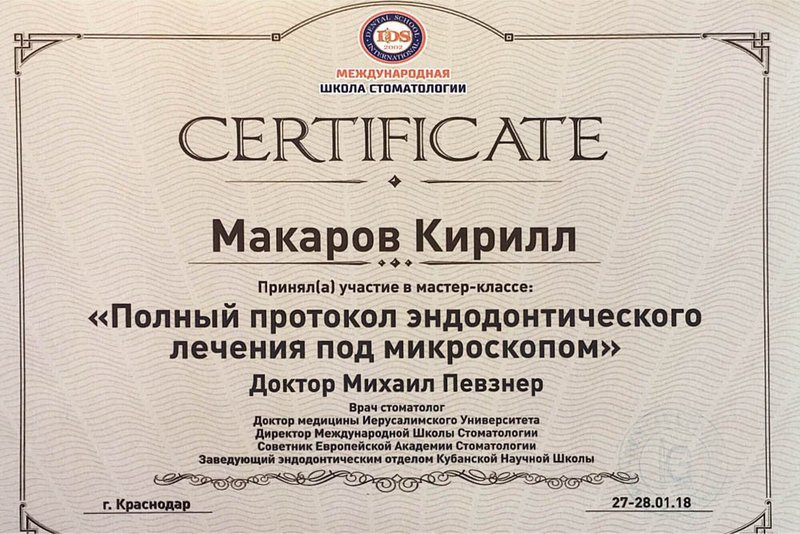 DENTAL SCHOOL
IDS
2002
INTERNATIONAL
МЕЖДУНАРОДНАЯ
ШКОЛА СТОМАТОЛОГИИ
CERTIFICATE
Макаров Кирилл
Принял(а) участие в мастер-классе:
«Полный протокол эндодонтического
лечения под микроскопом»
Доктор Михаил Певзнер
Врач стоматолог
Доктор медицины Иерусалимского Университета
Директор Международной Школы Стоматологии
Советник Европейской Академии Стоматологии
Заведующий эндодонтическим отделом Кубанской Научной Школы
г. Краснодар
27-28.01.18